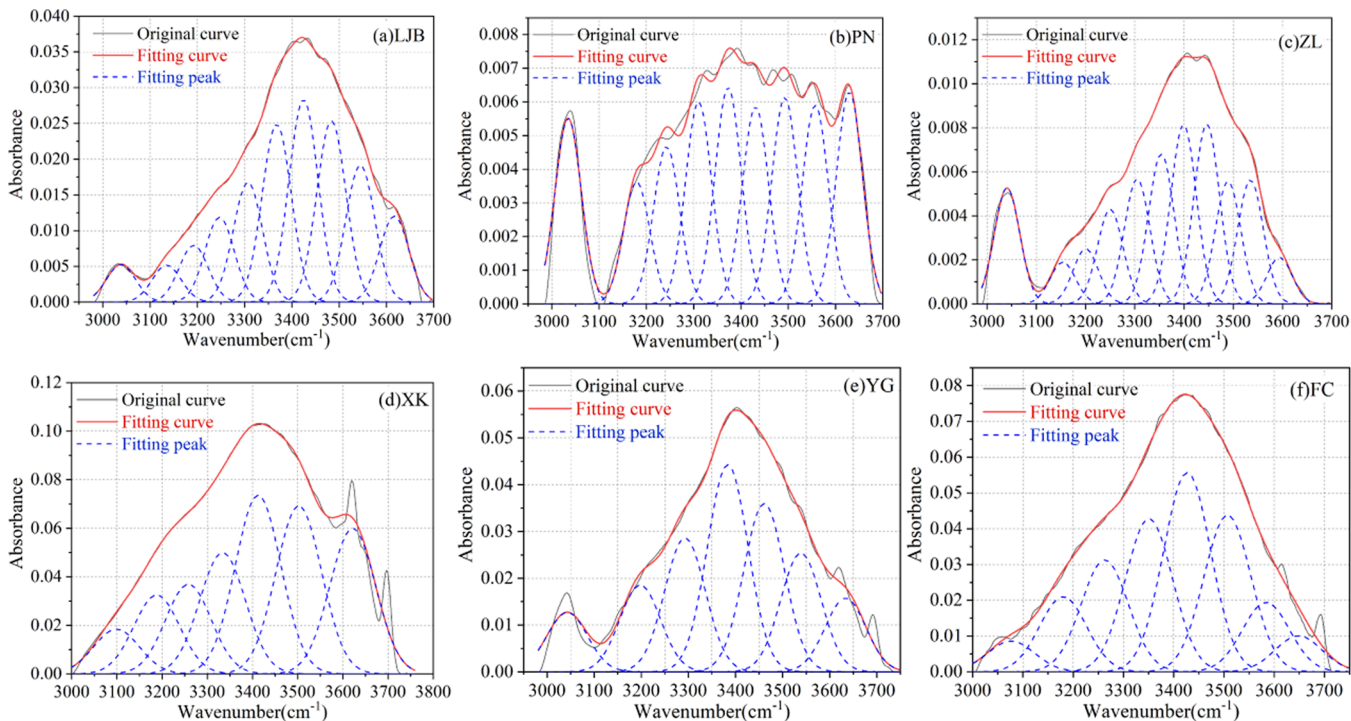 (a)LJB
Original curve
Fitting curve
Fitting peak
Absorbance
0.040
0.035
0.030
0.025
0.020
0.015
0.010
0.005
0.000
3000 3100 3200 3300 3400 3500 3600 3700
Wavenumber(cm-1)
(b)PN
Original curve
Fitting curve
Fitting peak
Absorbance
0.008
0.007
0.006
0.005
0.004
0.003
0.002
0.001
0.000
3000 3100 3200 3300 3400 3500 3600 3700
Wavenumber(cm-1)
(c)ZL
Original curve
Fitting curve
Fitting peak
Absorbance
0.012
0.010
0.008
0.006
0.004
0.002
0.000
3000 3100 3200 3300 3400 3500 3600 3700
Wavenumber(cm-1)
(d)XK
Original curve
Fitting curve
Fitting peak
Absorbance
0.12
0.10
0.08
0.06
0.04
0.02
0.00
3000 3100 3200 3300 3400 3500 3600 3700 3800
Wavenumber(cm-1)
(e)YG
Original curve
Fitting curve
Fitting peak
Absorbance
0.06
0.05
0.04
0.03
0.02
0.01
0.00
3000 3100 3200 3300 3400 3500 3600 3700
Wavenumber(cm-1)
(f)FC
Original curve
Fitting curve
Fitting peak
Absorbance
0.08
0.07
0.06
0.05
0.04
0.03
0.02
0.01
0.00
3000 3100 3200 3300 3400 3500 3600 3700
Wavenumber(cm-1)